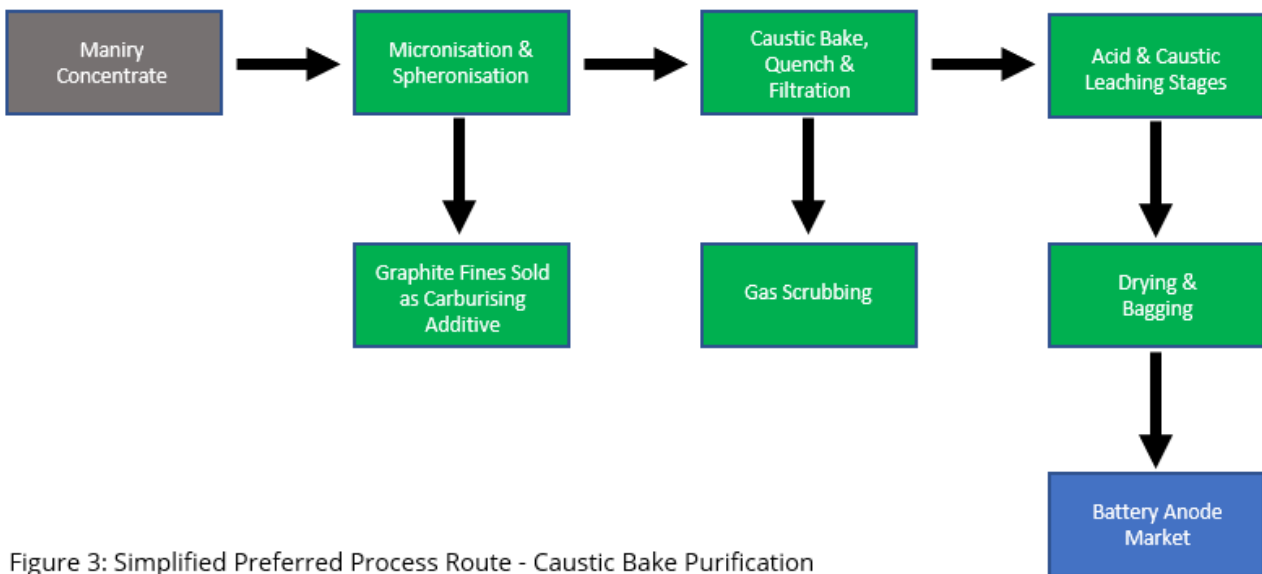 Maniry
Concentrate
Micronisation &
Spheronisation
Caustic Bake,
Quench &
Filtration
Acid & Caustic
Leaching Stages
Graphite Fines Sold
as Carburising
Additive
Gas Scrubbing
Drying &
Bagging
Battery Anode
Market
Figure 3: Simplified Preferred Process Route - Caustic Bake Purification